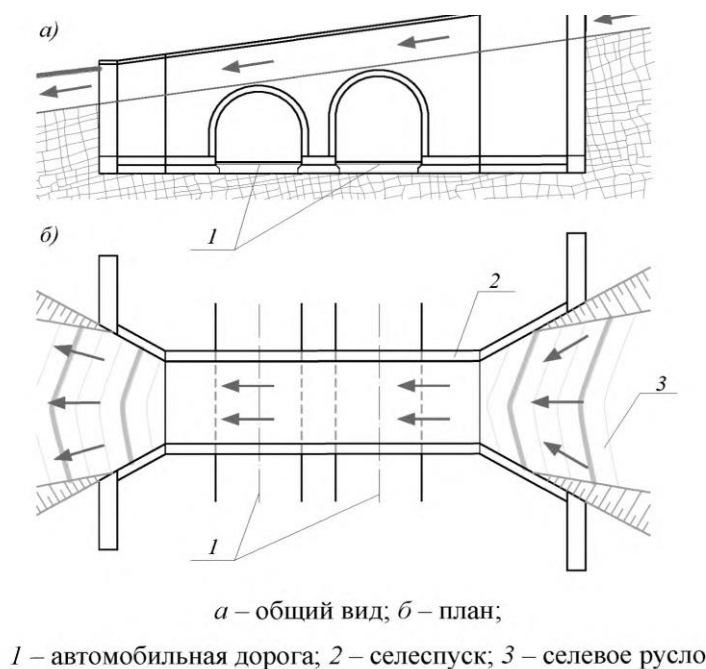 а)
1
б)
2
3
1
а – общий вид; б – план;
1 – автомобильная дорога; 2 – селеспуск; 3 – селевое русло